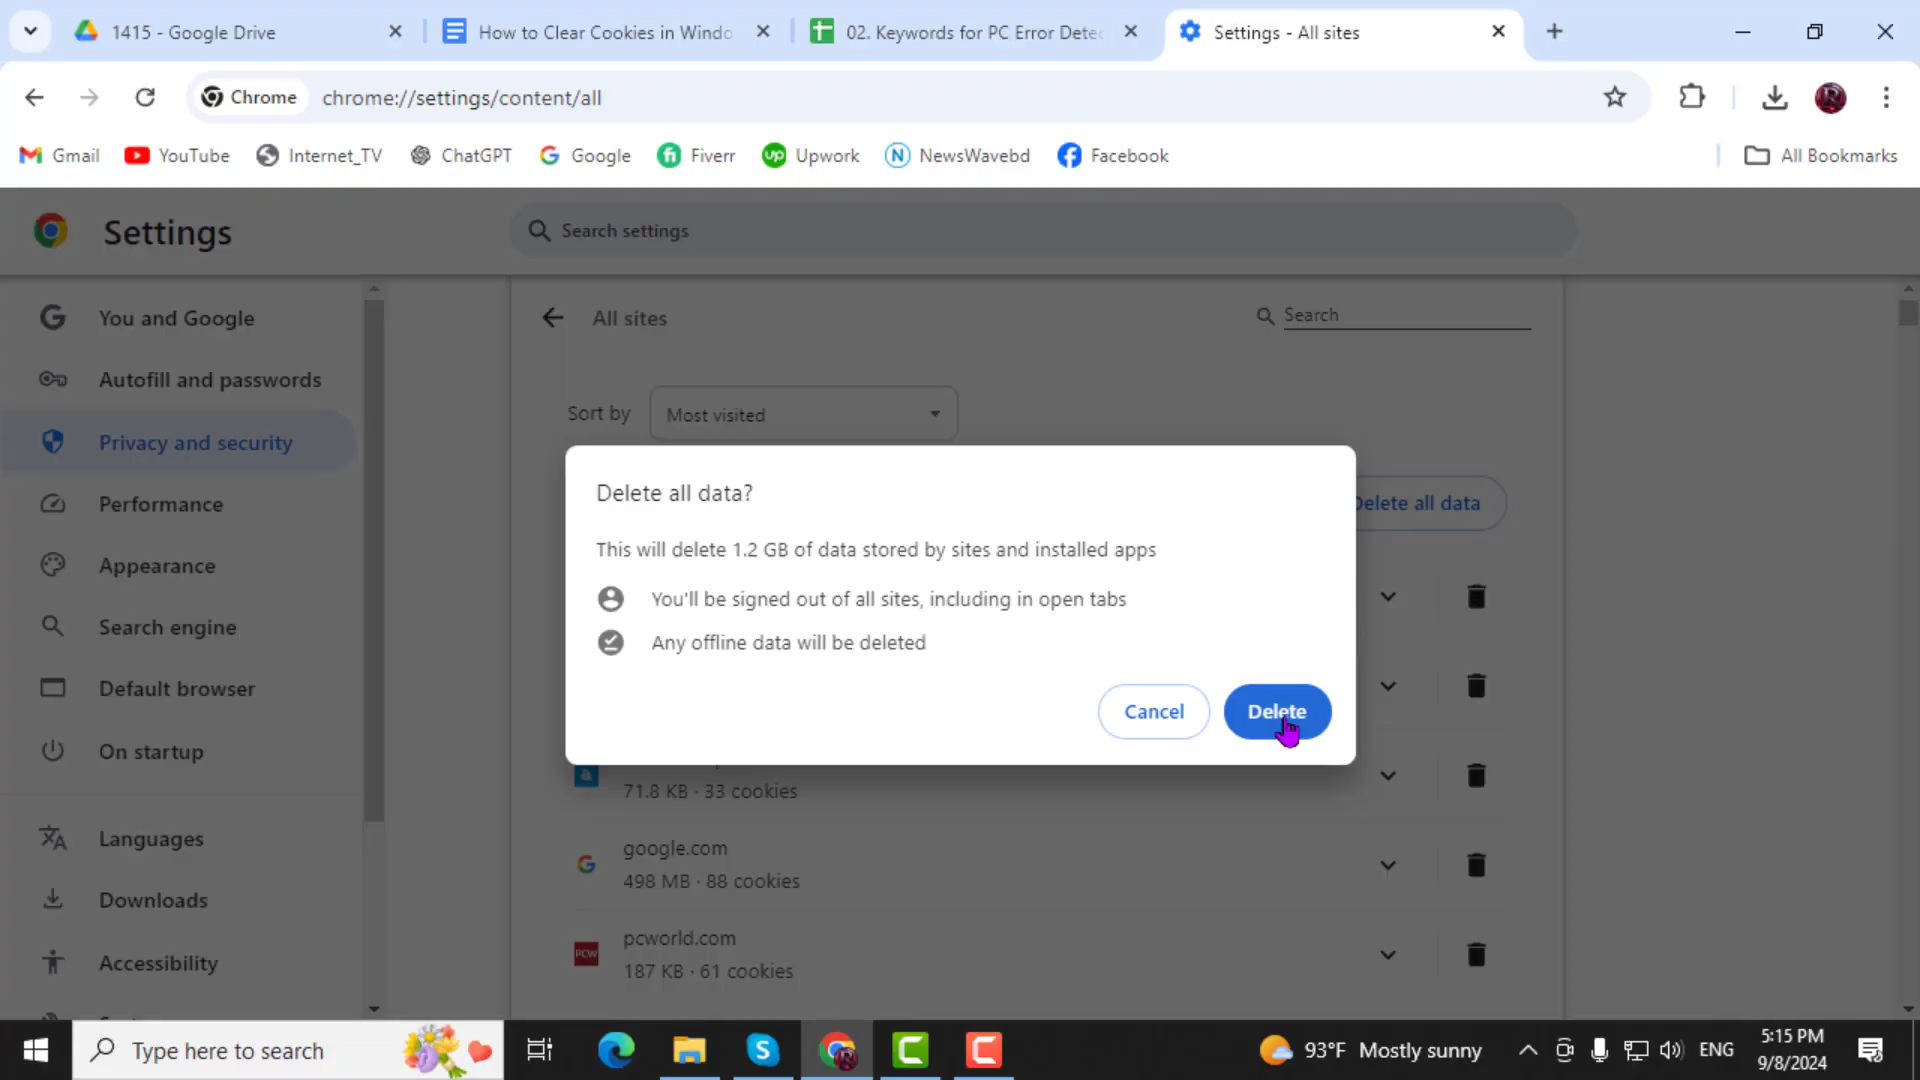 1415 - Google Drive
How to Clear Cookies in Windo
02. Keywords for PC Error Detec
Settings - All sites
Chrome
chrome://settings/content/all
Gmail
YouTube
Internet_TV
ChatGPT
Google
Fiverr
Upwork
NewsWavebd
Facebook
All Bookmarks
Settings
Search settings
You and Google
Autofill and passwords
Privacy and security
Performance
Appearance
Search engine
Default browser
On startup
Languages
Downloads
Accessibility
All sites
Search
Sort by
Most visited
Delete all data
Delete all data?
This will delete 1.2 GB of data stored by sites and installed apps
You'll be signed out of all sites, including in open tabs
Any offline data will be deleted
Cancel
Delete
71.8 KB · 33 cookies
google.com
498 MB · 88 cookies
PCW
pcworld.com
187 KB · 61 cookies
Type here to search
93°F Mostly sunny
ENG
5:15 PM
9/8/2024